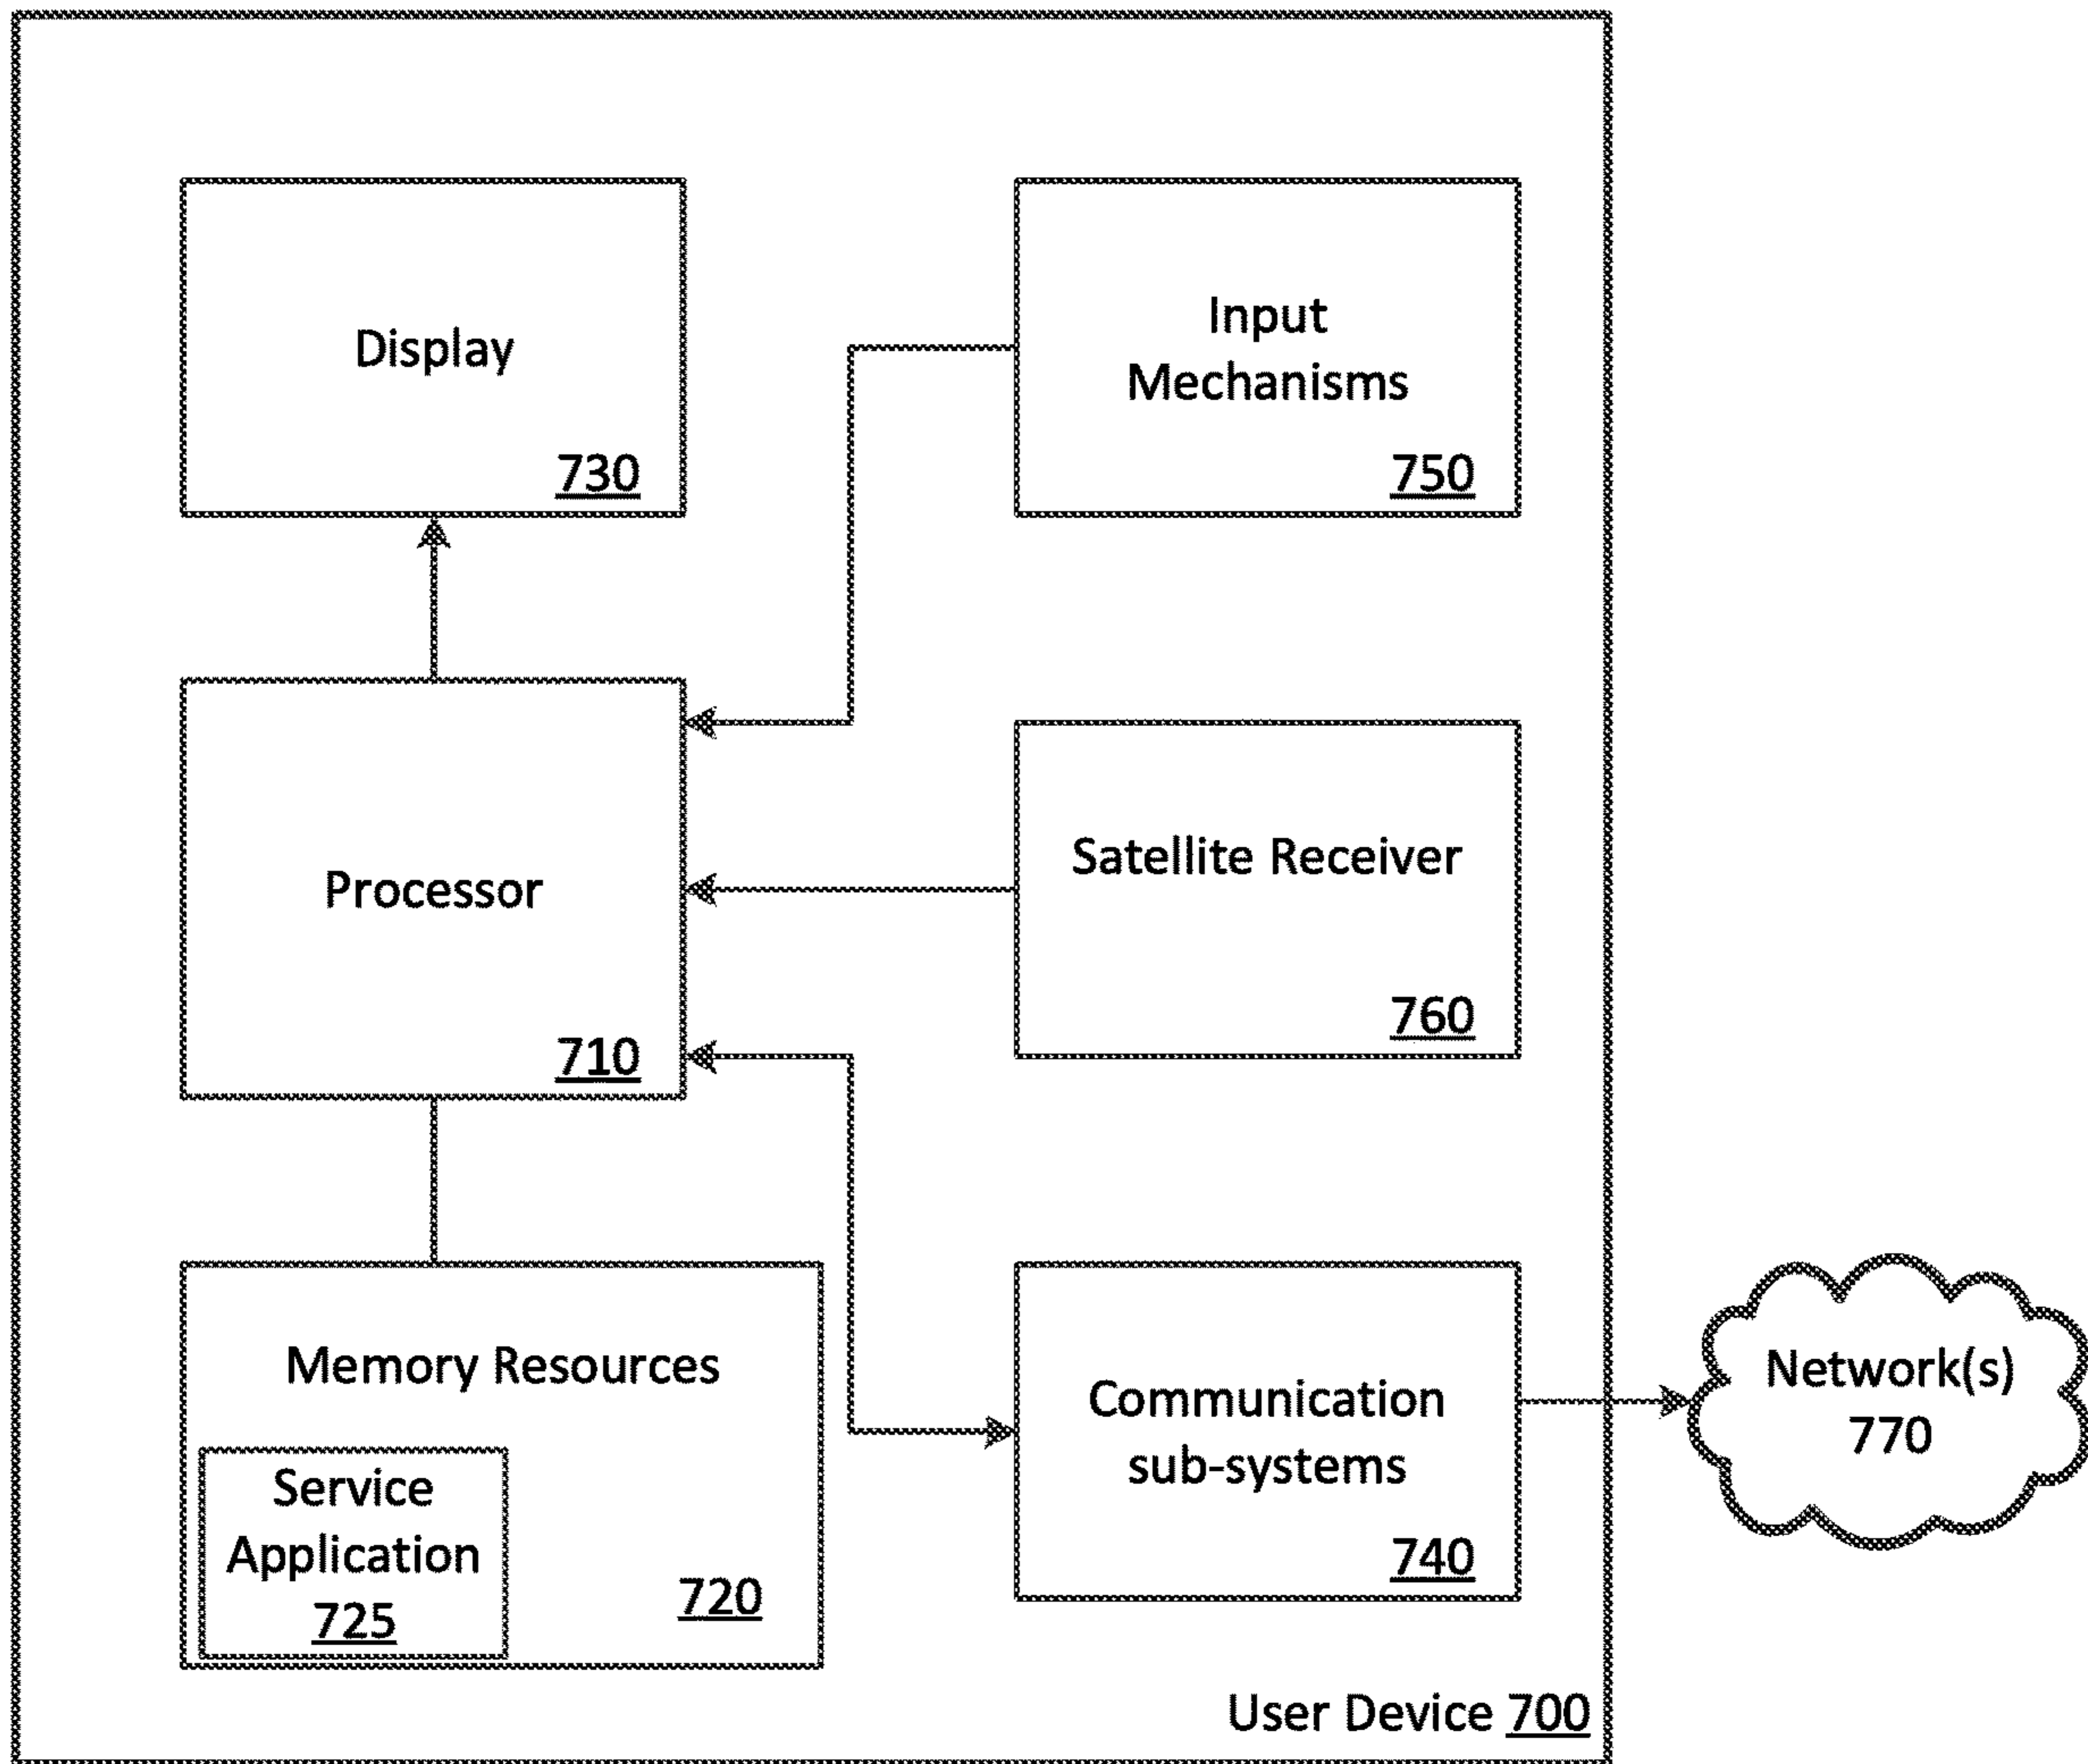 Display
730
Input
Mechanisms
750
Processor
710
Satellite Receiver
760
Memory Resources
Service
Application
725
720
Communication
sub-systems
740
Network(s)
770
User Device 700